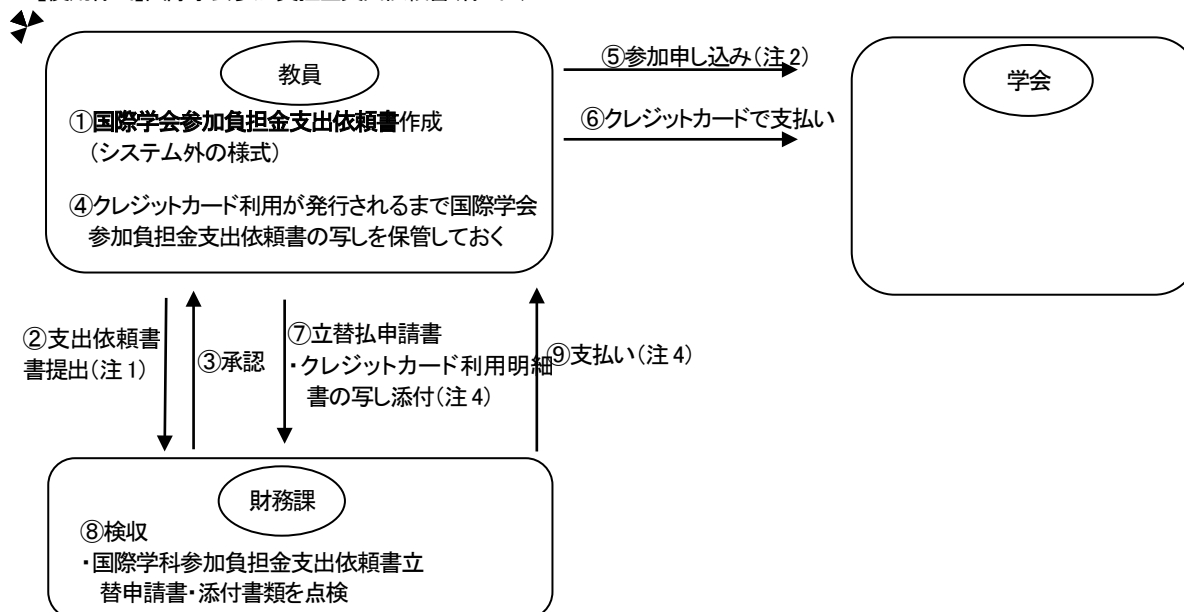 教員
①国際学会参加負担金支出依頼書作成
(システム外の様式)
④クレジットカード利用が発行されるまで国際学会
参加負担金支出依頼書の写しを保管しておく
⑤参加申し込み(注2)
⑥クレジットカードで支払い
学会
②支出依頼書
書提出(注1)
③承認
⑦立替払申請書
・クレジットカード利用明細
書の写し添付(注4)
⑨支払い(注4)
財務課
⑧検収
・国際学科参加負担金支出依頼書立
替申請書・添付書類を点検